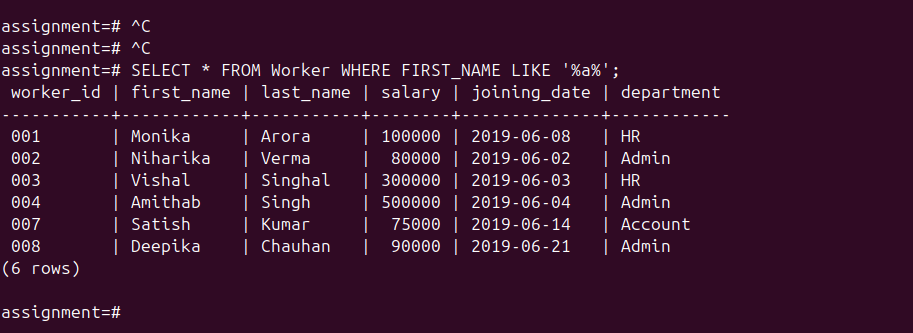 assignment=# ^C
assignment=# ^C
assignment=# SELECT * FROM Worker WHERE FIRST_NAME LIKE '%a%';
 worker_id | first_name | last_name | salary | joining_date | department
-----------+------------+-----------+--------+--------------+------------
 001       | Monika     | Arora     | 100000 | 2019-06-08   | HR
 002       | Niharika   | Verma     |  80000 | 2019-06-02   | Admin
 003       | Vishal     | Singhal   | 300000 | 2019-06-03   | HR
 004       | Amithab    | Singh     | 500000 | 2019-06-04   | Admin
 007       | Satish     | Kumar     |  75000 | 2019-06-14   | Account
 008       | Deepika    | Chauhan   |  90000 | 2019-06-21   | Admin
(6 rows)
assignment=#